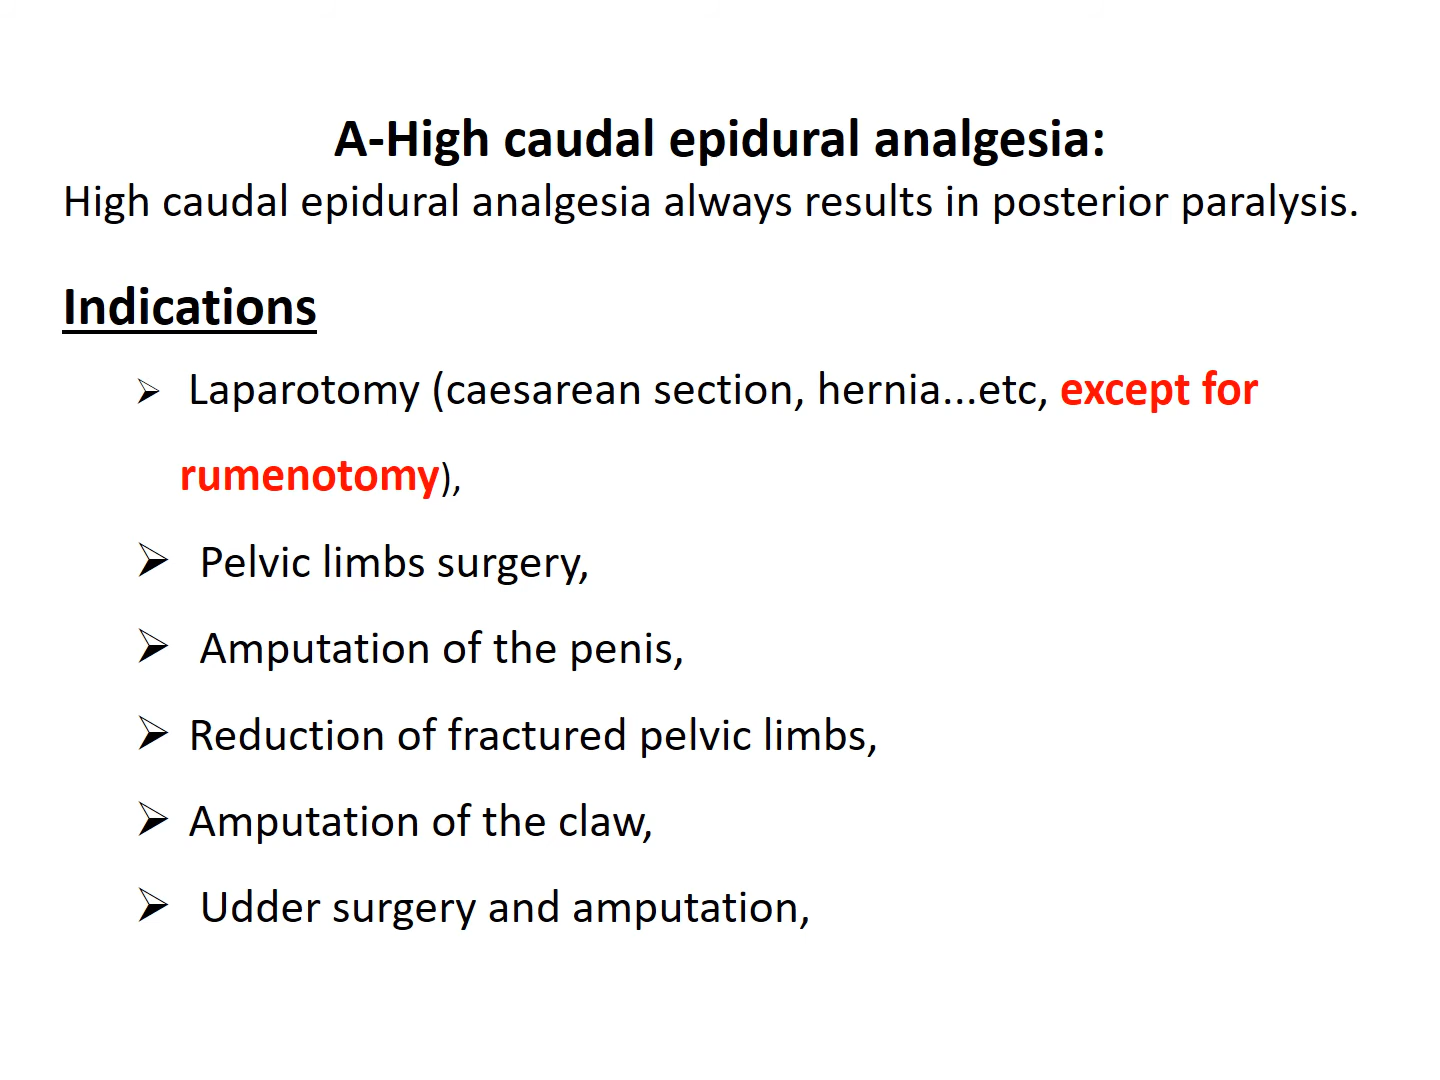 A-High caudal epidural analgesia:
High caudal epidural analgesia always results in posterior paralysis.
Indications
➢ Laparotomy (caesarean section, hernia...etc, except for
rumenotomy),
➢ Pelvic limbs surgery,
➢ Amputation of the penis,
➢ Reduction of fractured pelvic limbs,
➢ Amputation of the claw,
➢ Udder surgery and amputation,